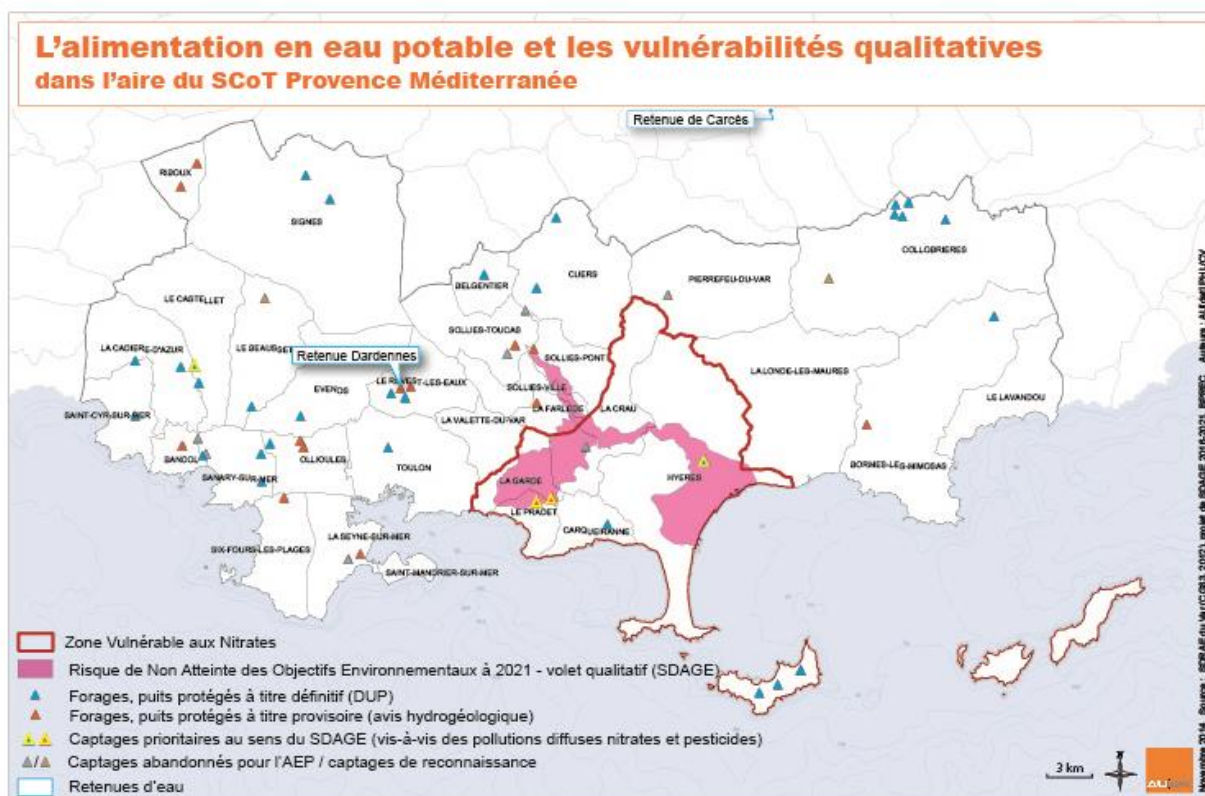 L'alimentation en eau potable et les vulnérabilités qualitatives
dans l'aire du SCoT Provence Méditerranée
Retenue de Carcès
RIBOUX
SIGNES
COLLOBRIERES
CUERS
PIERREFEU-DU-VAR
BELGENTIER
LE CASTELLET
SOLLIES-TOUCAS
LA CADIERE-D'AZUR
LE BEAUSSET
Retenue Dardennes
SOLLIES-PONT
LA LONDE-LES-MAURES
EVENOS
LE REVEST-LES-EAUX
SOLLIES-VILLE
LE LAVANDOU
SAINT-CYR-SUR-MER
LA FARLEDE
LA CRAU
LA VALETTE-DU-VAR
BANDOL
OLLIOULES
SANARY-SUR-MER
TOULON
BORMES-LES-MIMOSAS
LA GARDE
HYERES
LE PRADET
CARQUEIRANNE
LA SEYNE-SUR-MER
SIX-FOURS-LES-PLAGES
SAINT-MANDRIER-SUR-MER
Zone Vulnérable aux Nitrates
Risque de Non Atteinte des Objectifs Environnementaux à 2021 - volet qualitatif (SDAGE)
Forages, puits protégés à titre définitif (DUP)
Forages, puits protégés à titre provisoire (avis hydrogéologique)
Captages prioritaires au sens du SDAGE (vis-à-vis des pollutions diffuses nitrates et pesticides)
/ Captages abandonnés pour l'AEP / captages de reconnaissance
Retenues d'eau
3 km
Novembre 2014 Source :